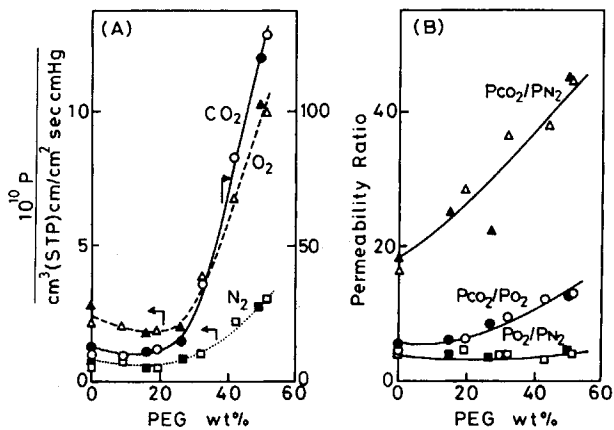 (A)
(B)
10¹⁰ P
cm³(STP)cm/cm² sec cmHg
10
5
0
100
50
0
CO₂
O₂
N₂
0 20 40 60
PEG wt%
Permeability Ratio
40
20
0
PCO₂/PN₂
PCO₂/PO₂
PO₂/PN₂
0 20 40 60
PEG wt%